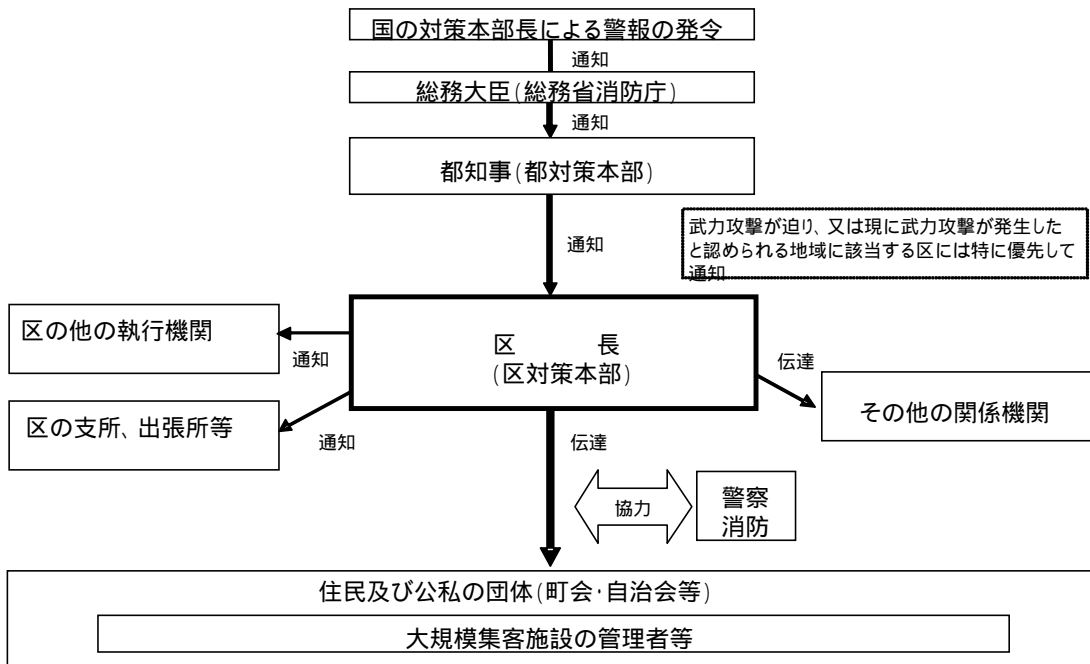 国の対策本部長による警報の発令
通知
総務大臣(総務省消防庁)
通知
都知事(都対策本部)
通知
武力攻撃が迫り、又は現に武力攻撃が発生した
と認められる地域に該当する区には特に優先して
通知
区の他の執行機関
通知
区　　長
(区対策本部)
伝達
その他の関係機関
区の支所、出張所等
通知
伝達
協力
警察
消防
住民及び公私の団体(町会・自治会等)
大規模集客施設の管理者等